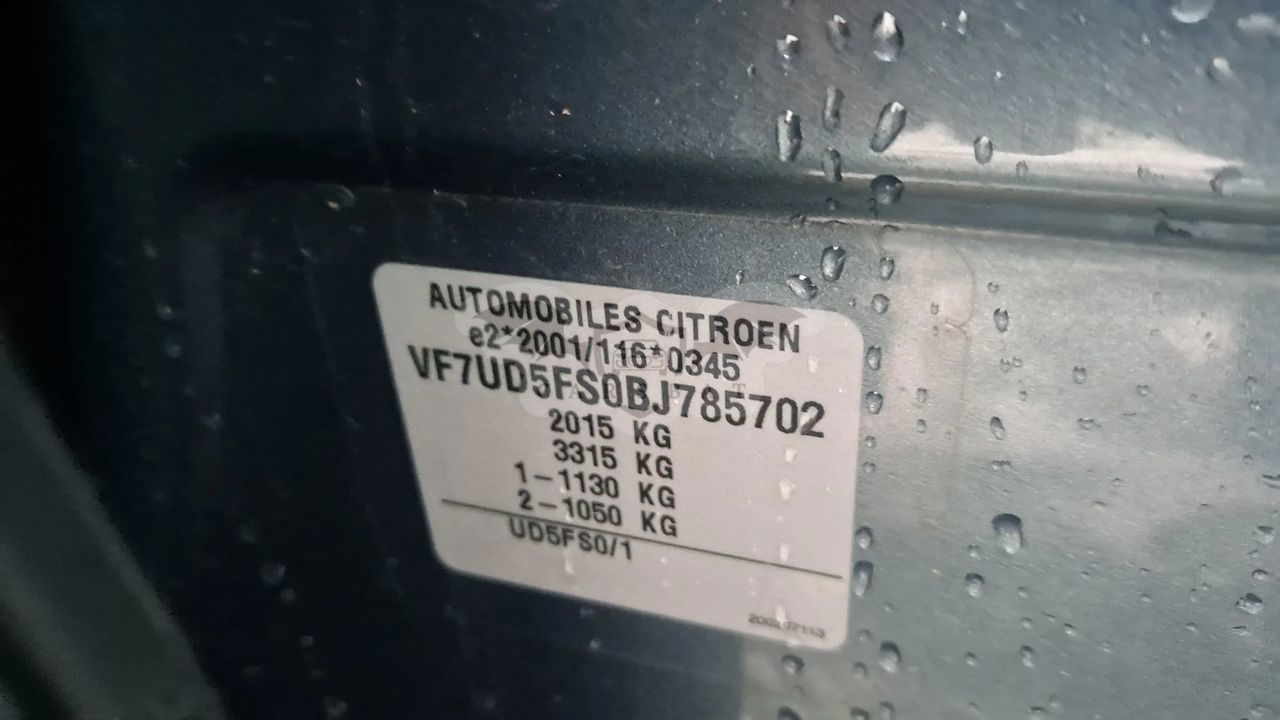 AUTOMOBILES CITROEN
e2*2001/116*0345
VF7UD5FS0BJ785702
2015 KG
3315 KG
1-1130 KG
2-1050 KG
UD5FS0/1